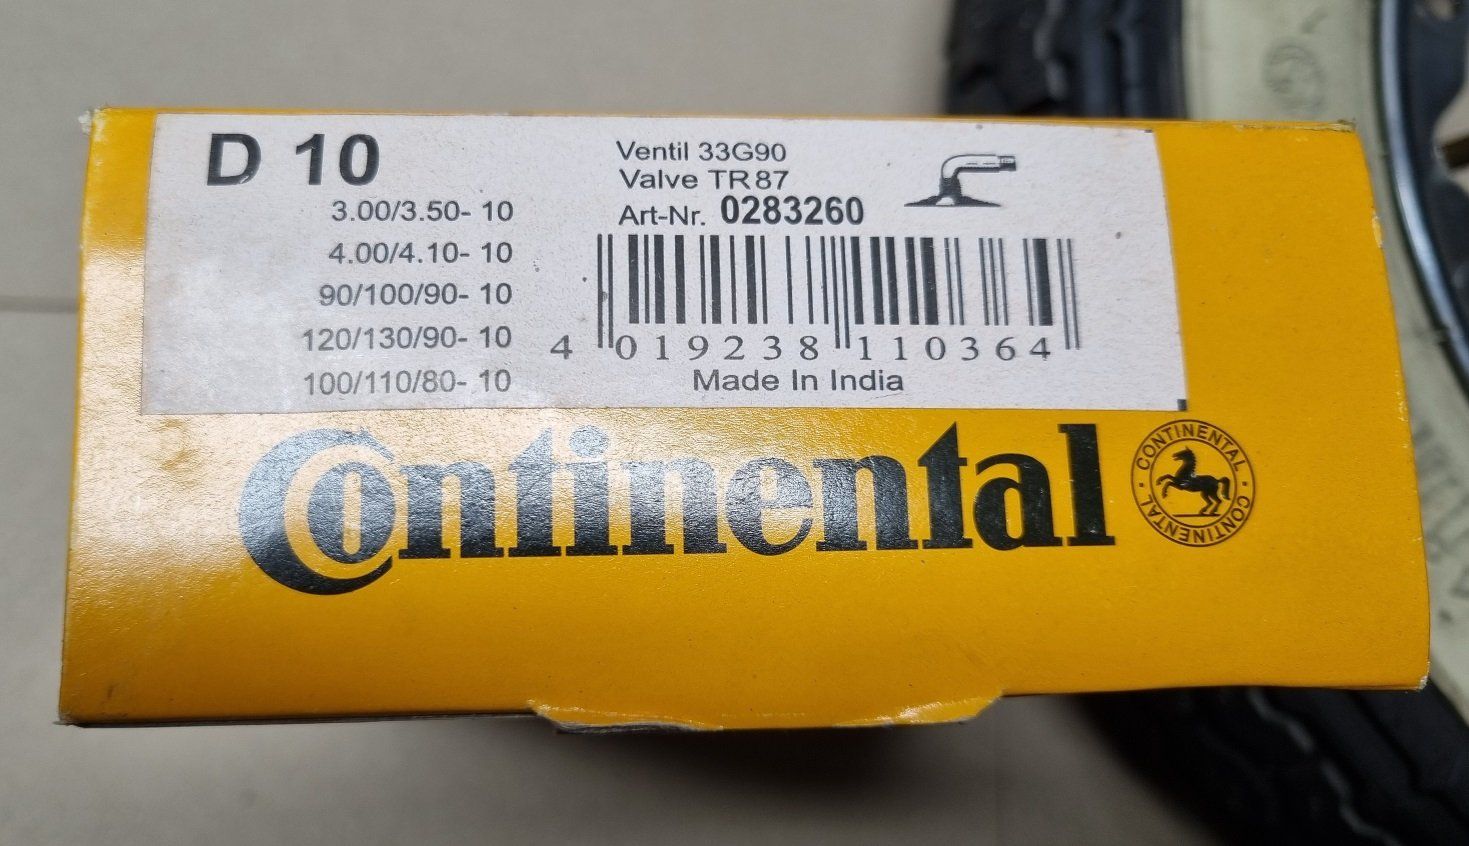 D 10
3.00/3.50- 10
4.00/4.10- 10
90/100/90- 10
120/130/90- 10
100/110/80- 10
Ventil 33G90
Valve TR87
Art-Nr. 0283260
4 019238 110364
Made In India
Continental
CONTINENTAL · CONTINENTAL ·